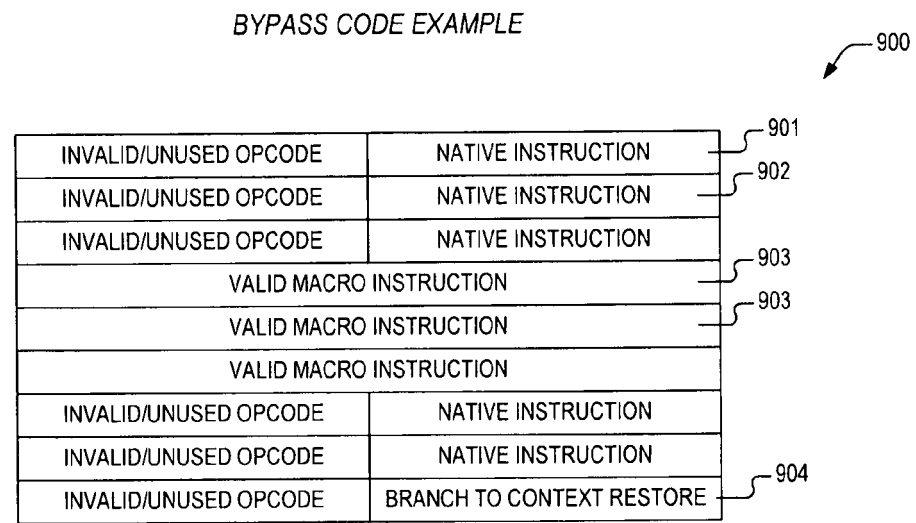 BYPASS CODE EXAMPLE
900
INVALID/UNUSED OPCODE NATIVE INSTRUCTION 901
INVALID/UNUSED OPCODE NATIVE INSTRUCTION 902
INVALID/UNUSED OPCODE NATIVE INSTRUCTION
VALID MACRO INSTRUCTION 903
VALID MACRO INSTRUCTION 903
VALID MACRO INSTRUCTION
INVALID/UNUSED OPCODE NATIVE INSTRUCTION
INVALID/UNUSED OPCODE NATIVE INSTRUCTION
INVALID/UNUSED OPCODE BRANCH TO CONTEXT RESTORE 904